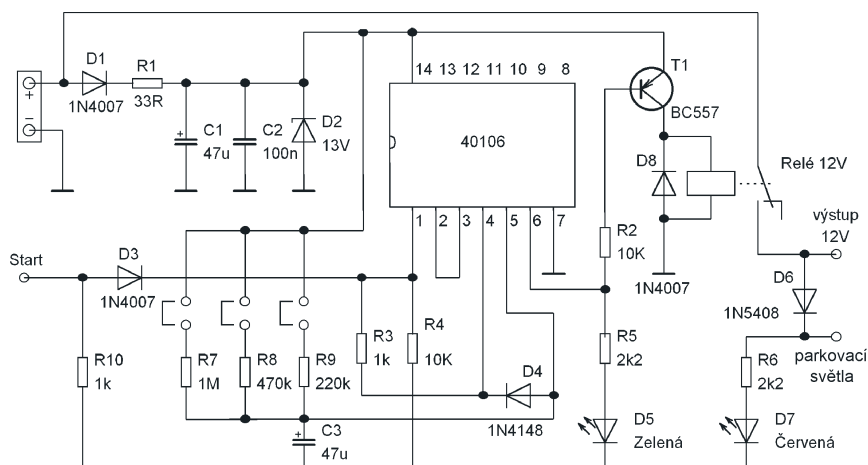 T1
D1
R1
14 13 12 11 10 9 8
+
1N4007
33R
BC557
−
C1
C2
D2
+
47u
100n
13V
40106
D8
Relé 12V
1 2 3 4 5 6 7
výstup
12V
R2
10K
Start
D3
1N4007
1N4007
D6
1N5408
R3
R4
R5
parkovací
světla
R10
R7
R8
R9
1k
10K
2k2
R6
1k
1M
470k
220k
D4
2k2
1N4148
C3
D5
D7
+
47u
Zelená
Červená